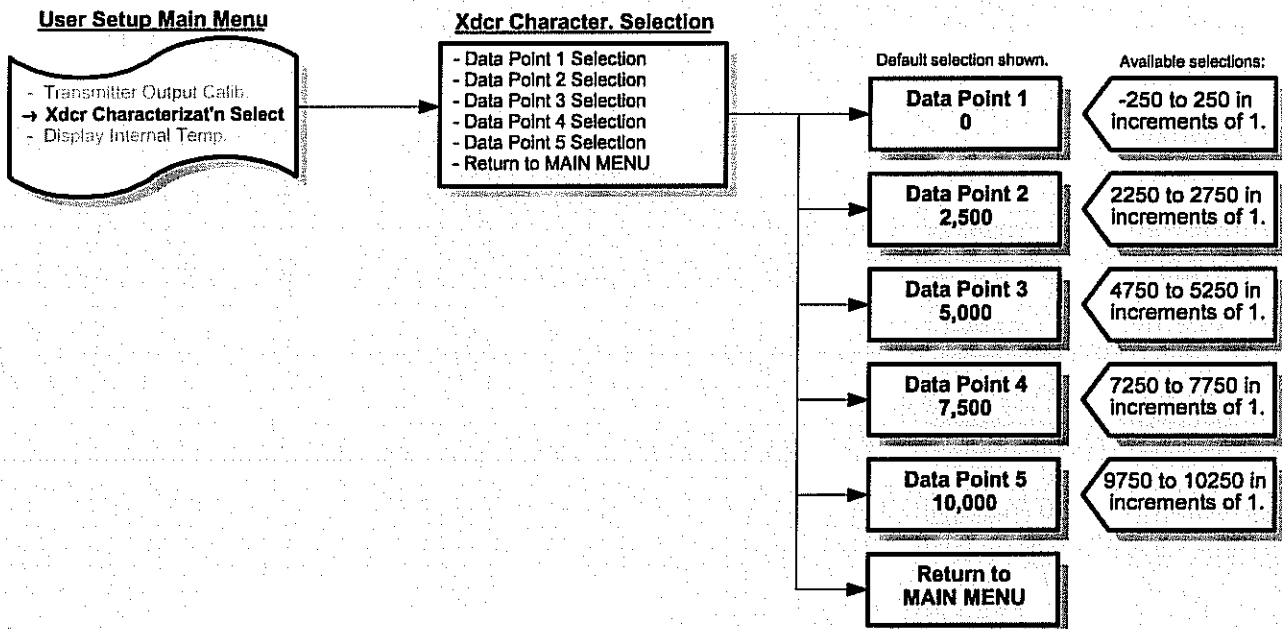 User Setup Main Menu
- Transmitter Output Calib.
→ Xdcr Characterizat'n Select
- Display Internal Temp.
Xdcr Character. Selection
- Data Point 1 Selection
- Data Point 2 Selection
- Data Point 3 Selection
- Data Point 4 Selection
- Data Point 5 Selection
- Return to MAIN MENU
Default selection shown.
Available selections:
Data Point 1
0
-250 to 250 in
increments of 1.
Data Point 2
2,500
2250 to 2750 in
increments of 1.
Data Point 3
5,000
4750 to 5250 in
increments of 1.
Data Point 4
7,500
7250 to 7750 in
increments of 1.
Data Point 5
10,000
9750 to 10250 in
increments of 1.
Return to
MAIN MENU